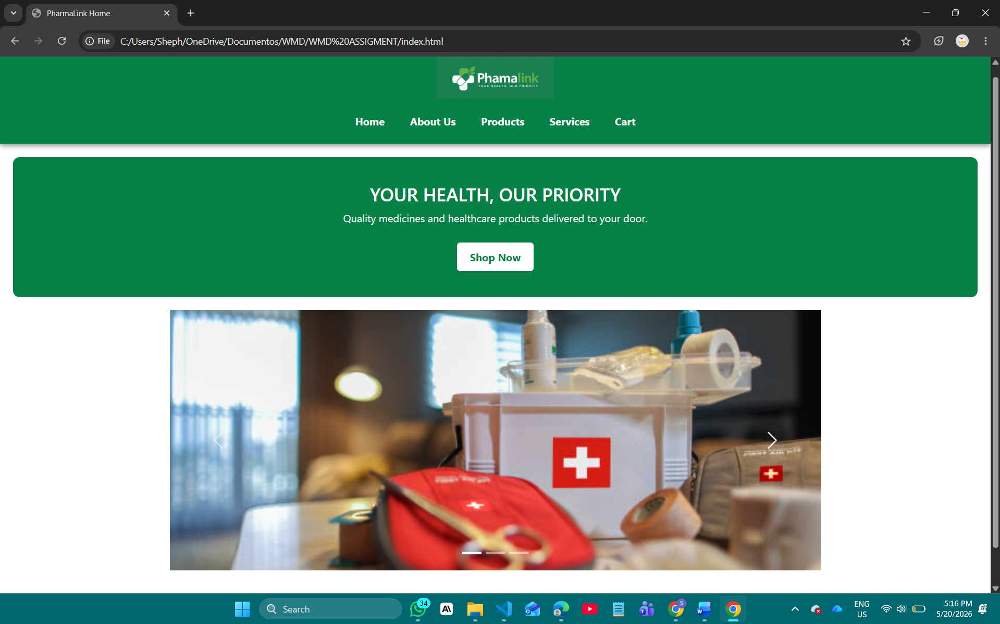 PharmaLink Home
File
C:/Users/Sheph/OneDrive/Documentos/WMD/WMD%20ASSIGMENT/index.html
Phamalink
YOUR HEALTH, OUR PRIORITY
Home About Us Products Services Cart
YOUR HEALTH, OUR PRIORITY
Quality medicines and healthcare products delivered to your door.
Shop Now
Search
34
ENG
US
5:16 PM
5/20/2026